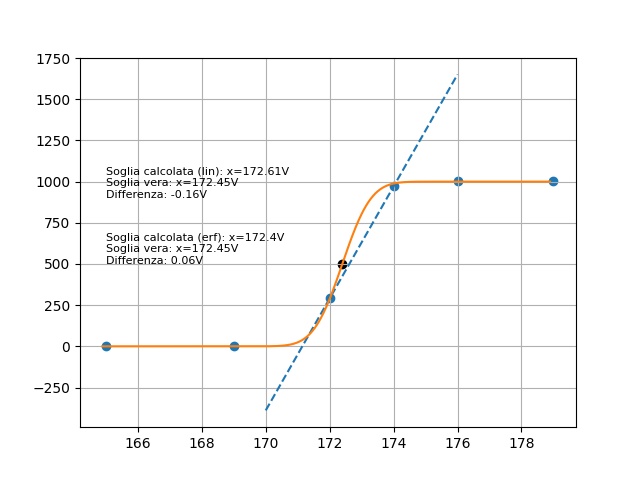 1750
1500
1250
1000
750
500
250
0
−250
Soglia calcolata (lin): x=172.61V
Soglia vera: x=172.45V
Differenza: -0.16V
Soglia calcolata (erf): x=172.4V
Soglia vera: x=172.45V
Differenza: 0.06V
166 168 170 172 174 176 178